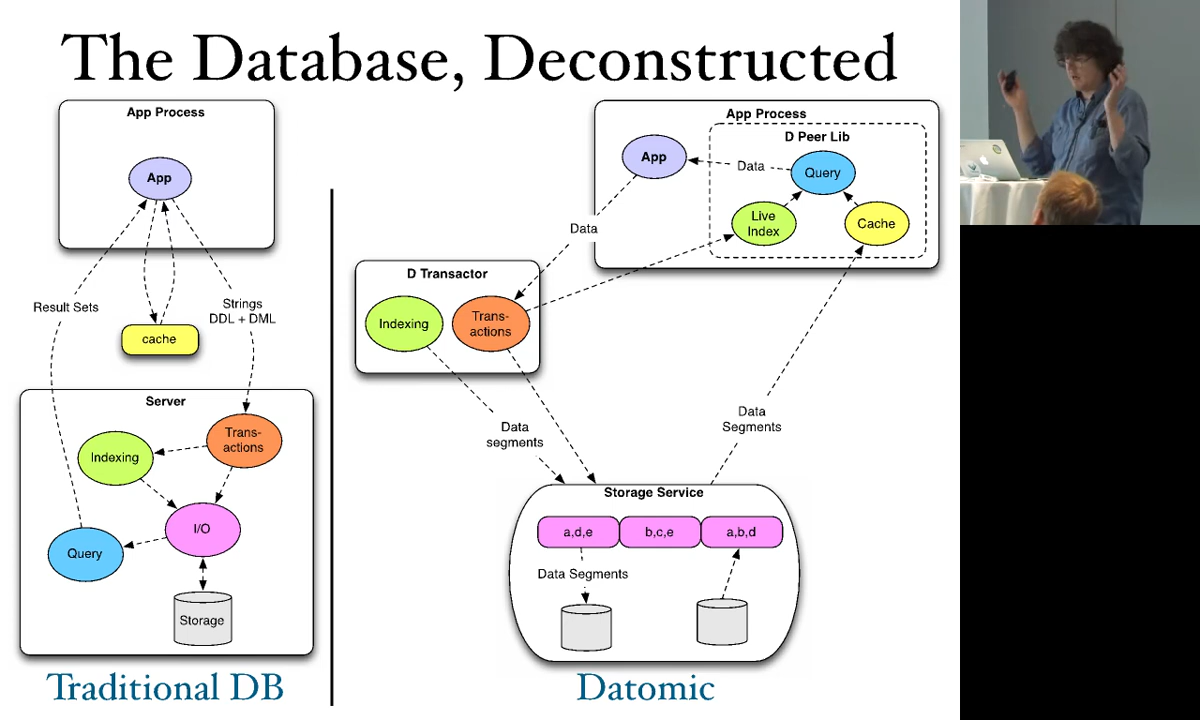 The Database, Deconstructed
App Process
App
Result Sets
Strings
DDL + DML
cache
Server
Trans-
actions
Indexing
I/O
Query
Storage
Traditional DB
App Process
D Peer Lib
App
Data
Query
Live
Index
Cache
Data
D Transactor
Indexing
Trans-
actions
Data
segments
Data
Segments
Storage Service
a,d,e
b,c,e
a,b,d
Data Segments
Datomic